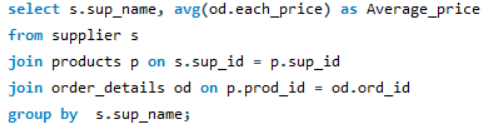 select s.sup_name, avg(od.each_price) as Average_price
from supplier s
join products p on s.sup_id = p.sup_id
join order_details od on p.prod_id = od.ord_id
group by  s.sup_name;